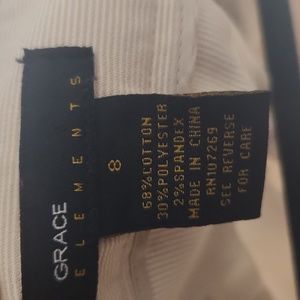 GRACE
ELEMENTS
8
68%COTTON
30%POLYESTER
2%SPANDEX
MADE IN CHINA
RN107269
SEE REVERSE
FOR CARE